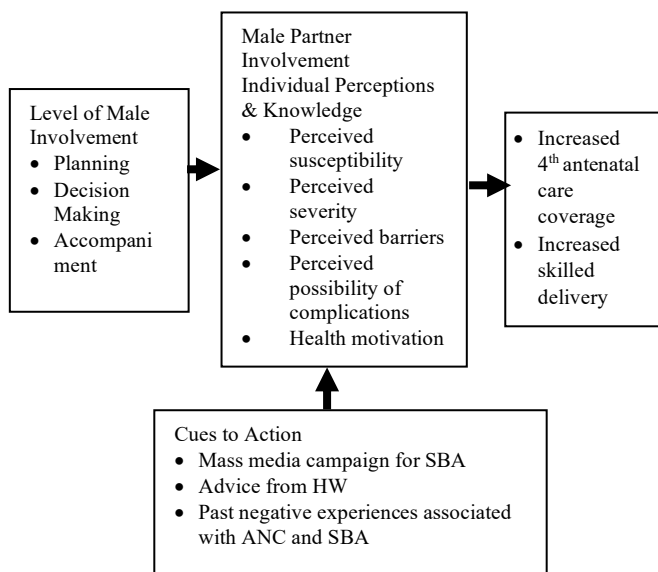 Level of Male
Involvement
• Planning
• Decision
Making
• Accompani
ment
Male Partner
Involvement
Individual Perceptions
& Knowledge
• Perceived
susceptibility
• Perceived
severity
• Perceived barriers
• Perceived
possibility of
complications
• Health motivation
• Increased
4th antenatal
care
coverage
• Increased
skilled
delivery
Cues to Action
• Mass media campaign for SBA
• Advice from HW
• Past negative experiences associated
with ANC and SBA